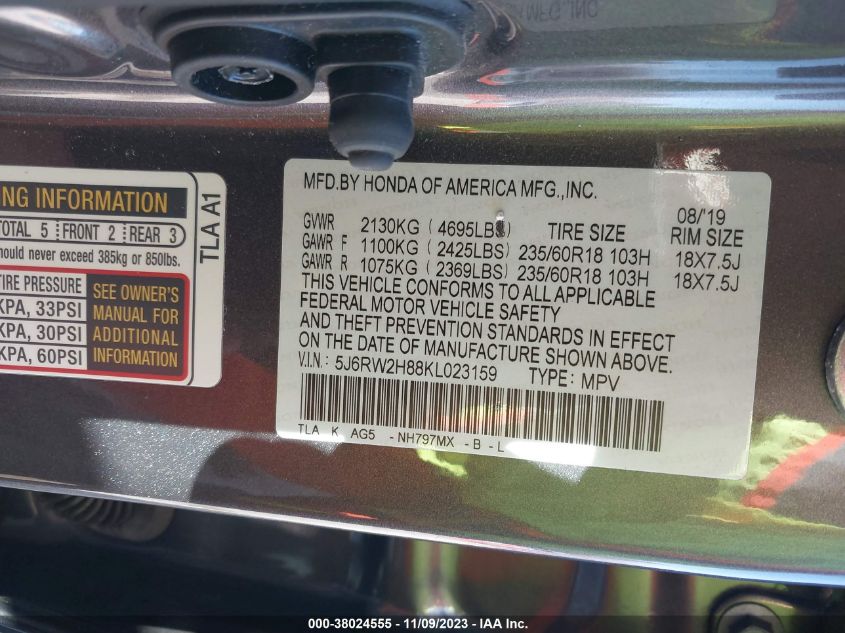 MFG., INC
NG INFORMATION
OTAL 5 FRONT 2 REAR 3
hould never exceed 385kg or 850lbs.
TIRE PRESSURE
KPA, 33PSI
KPA, 30PSI
KPA, 60PSI
SEE OWNER'S
MANUAL FOR
ADDITIONAL
INFORMATION
TLA A1
MFD.BY HONDA OF AMERICA MFG.,INC.
08/'19
GVWR 2130KG (4695LBS) TIRE SIZE RIM SIZE
GAWR F 1100KG (2425LBS) 235/60R18 103H 18X7.5J
GAWR R 1075KG (2369LBS) 235/60R18 103H 18X7.5J
THIS VEHICLE CONFORMS TO ALL APPLICABLE
FEDERAL MOTOR VEHICLE SAFETY
AND THEFT PREVENTION STANDARDS IN EFFECT
ON THE DATE OF MANUFACTURE SHOWN ABOVE.
V.I.N.: 5J6RW2H88KL023159 TYPE: MPV
TLA K AG5 -NH797MX -B -L
000-38024555 - 11/09/2023 - IAA Inc.